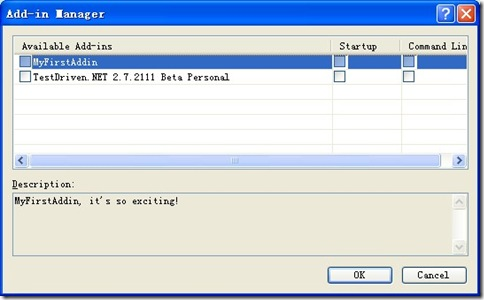 Add-in Manager
Available Add-ins Startup Command Lin
MyFirstAddin
TestDriven.NET 2.7.2111 Beta Personal
Description:
MyFirstAddin, it's so exciting!
OK Cancel